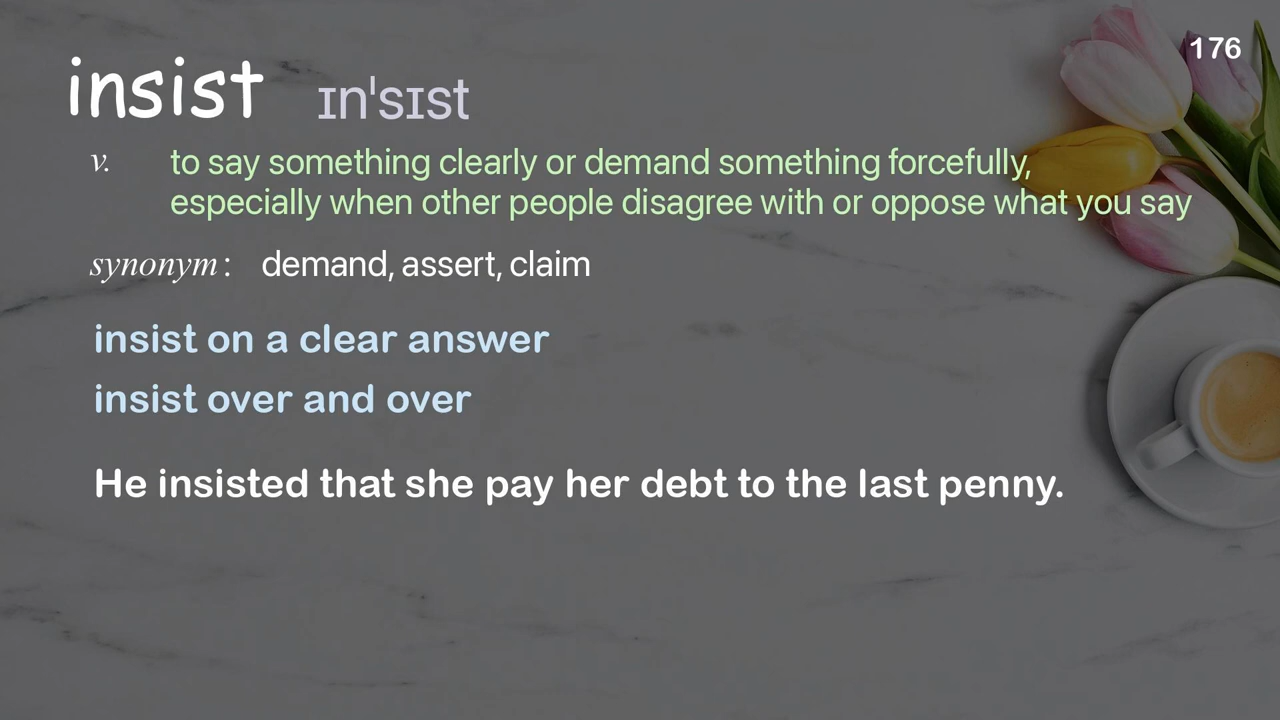 176
insist ɪn'sɪst
v. to say something clearly or demand something forcefully,
especially when other people disagree with or oppose what you say
synonym : demand, assert, claim
insist on a clear answer
insist over and over
He insisted that she pay her debt to the last penny.